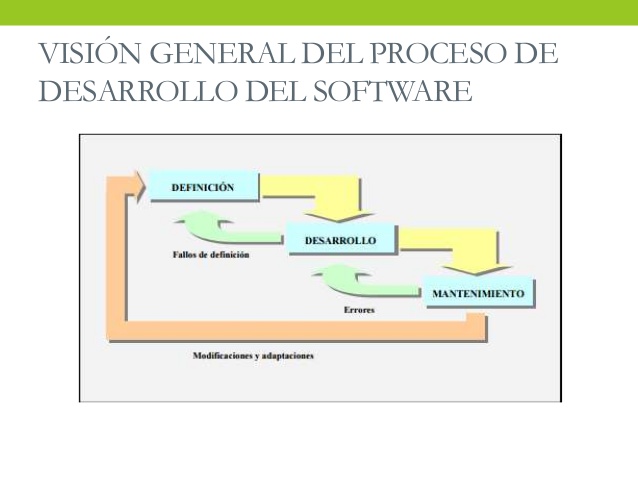 VISIÓN GENERAL DEL PROCESO DE
DESARROLLO DEL SOFTWARE
DEFINICIÓN
DESARROLLO
Fallos de definición
MANTENIMIENTO
Errores
Modificaciones y adaptaciones